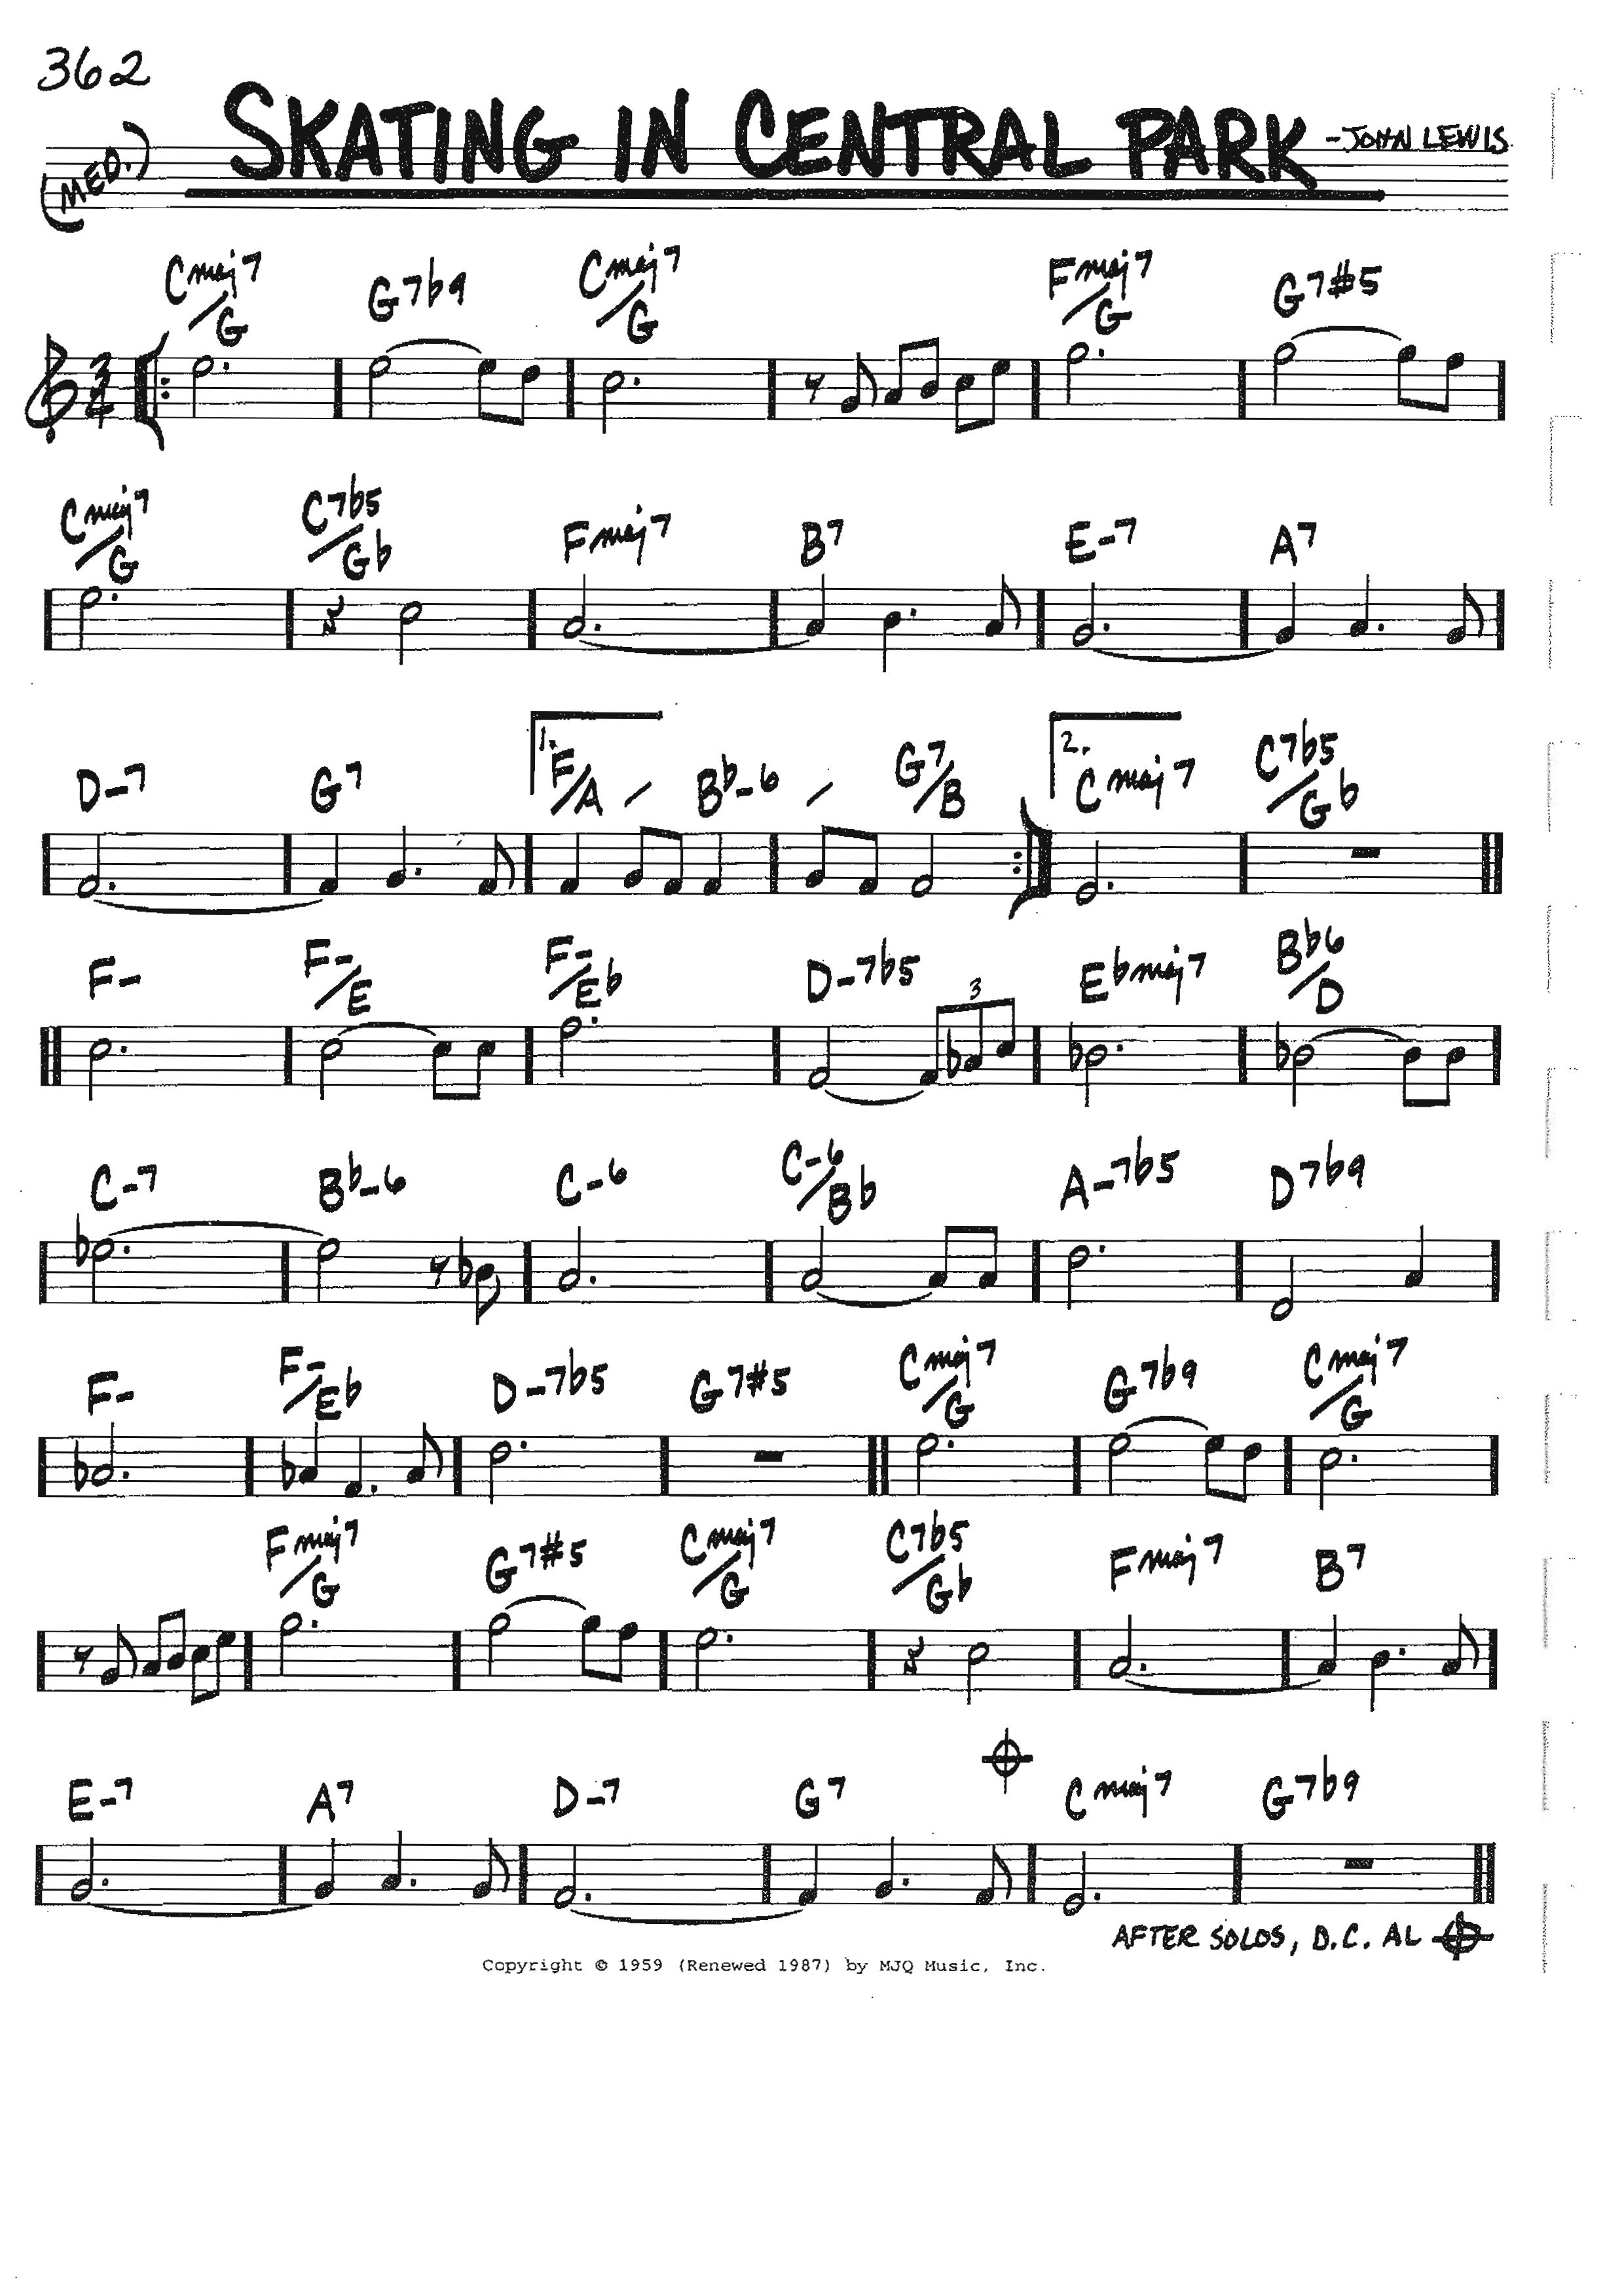 362
SKATING IN CENTRAL PARK
-JOHN LEWIS
(MED.)
Cmaj7/G G7b9 Cmaj7/G Fmaj7/G G7#5
3/4
Cmaj7/G C7b5/Gb Fmaj7 B7 E-7 A7
1. 2.
D-7 G7 F/A / Bb-6 / G7/B Cmaj7 C7b5/Gb
F- F-/E F-/Eb D-7b5 Ebmaj7 Bb6/D
3
C-7 Bb-6 C-6 C-6/Bb A-7b5 D7b9
F- F-/Eb D-7b5 G7#5 Cmaj7/G G7b9 Cmaj7/G
Fmaj7/G G7#5 Cmaj7/G C7b5/Gb Fmaj7 B7
E-7 A7 D-7 G7 Cmaj7 G7b9
AFTER SOLOS, D.C. AL
Copyright © 1959 (Renewed 1987) by MJQ Music, Inc.